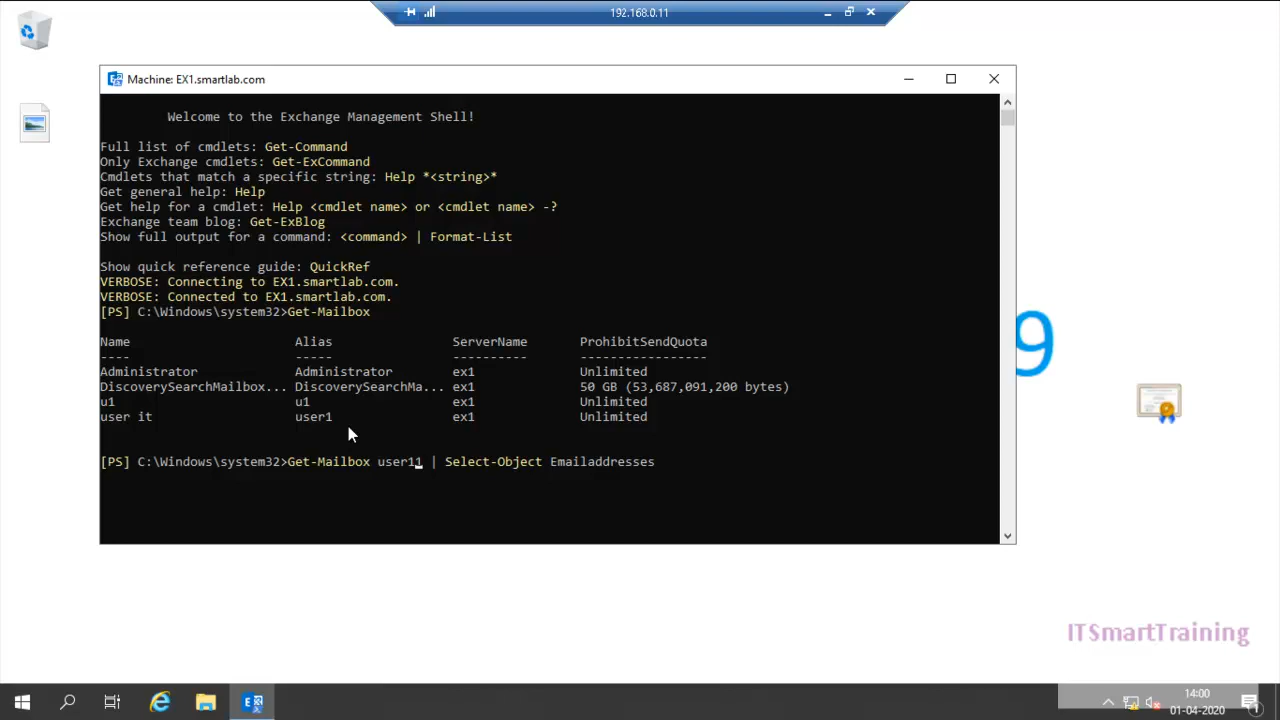 192.168.0.11
Machine: EX1.smartlab.com
Welcome to the Exchange Management Shell!
Full list of cmdlets: Get-Command
Only Exchange cmdlets: Get-ExCommand
Cmdlets that match a specific string: Help *<string>*
Get general help: Help
Get help for a cmdlet: Help <cmdlet name> or <cmdlet name> -?
Exchange team blog: Get-ExBlog
Show full output for a command: <command> | Format-List
Show quick reference guide: QuickRef
VERBOSE: Connecting to EX1.smartlab.com.
VERBOSE: Connected to EX1.smartlab.com.
[PS] C:\Windows\system32>Get-Mailbox
Name Alias ServerName ProhibitSendQuota
---- ----- ---------- -----------------
Administrator Administrator ex1 Unlimited
DiscoverySearchMailbox... DiscoverySearchMa... ex1 50 GB (53,687,091,200 bytes)
u1 u1 ex1 Unlimited
user it user1 ex1 Unlimited
[PS] C:\Windows\system32>Get-Mailbox user11 | Select-Object Emailaddresses
9
ITSmartTraining
14:00
01-04-2020
1